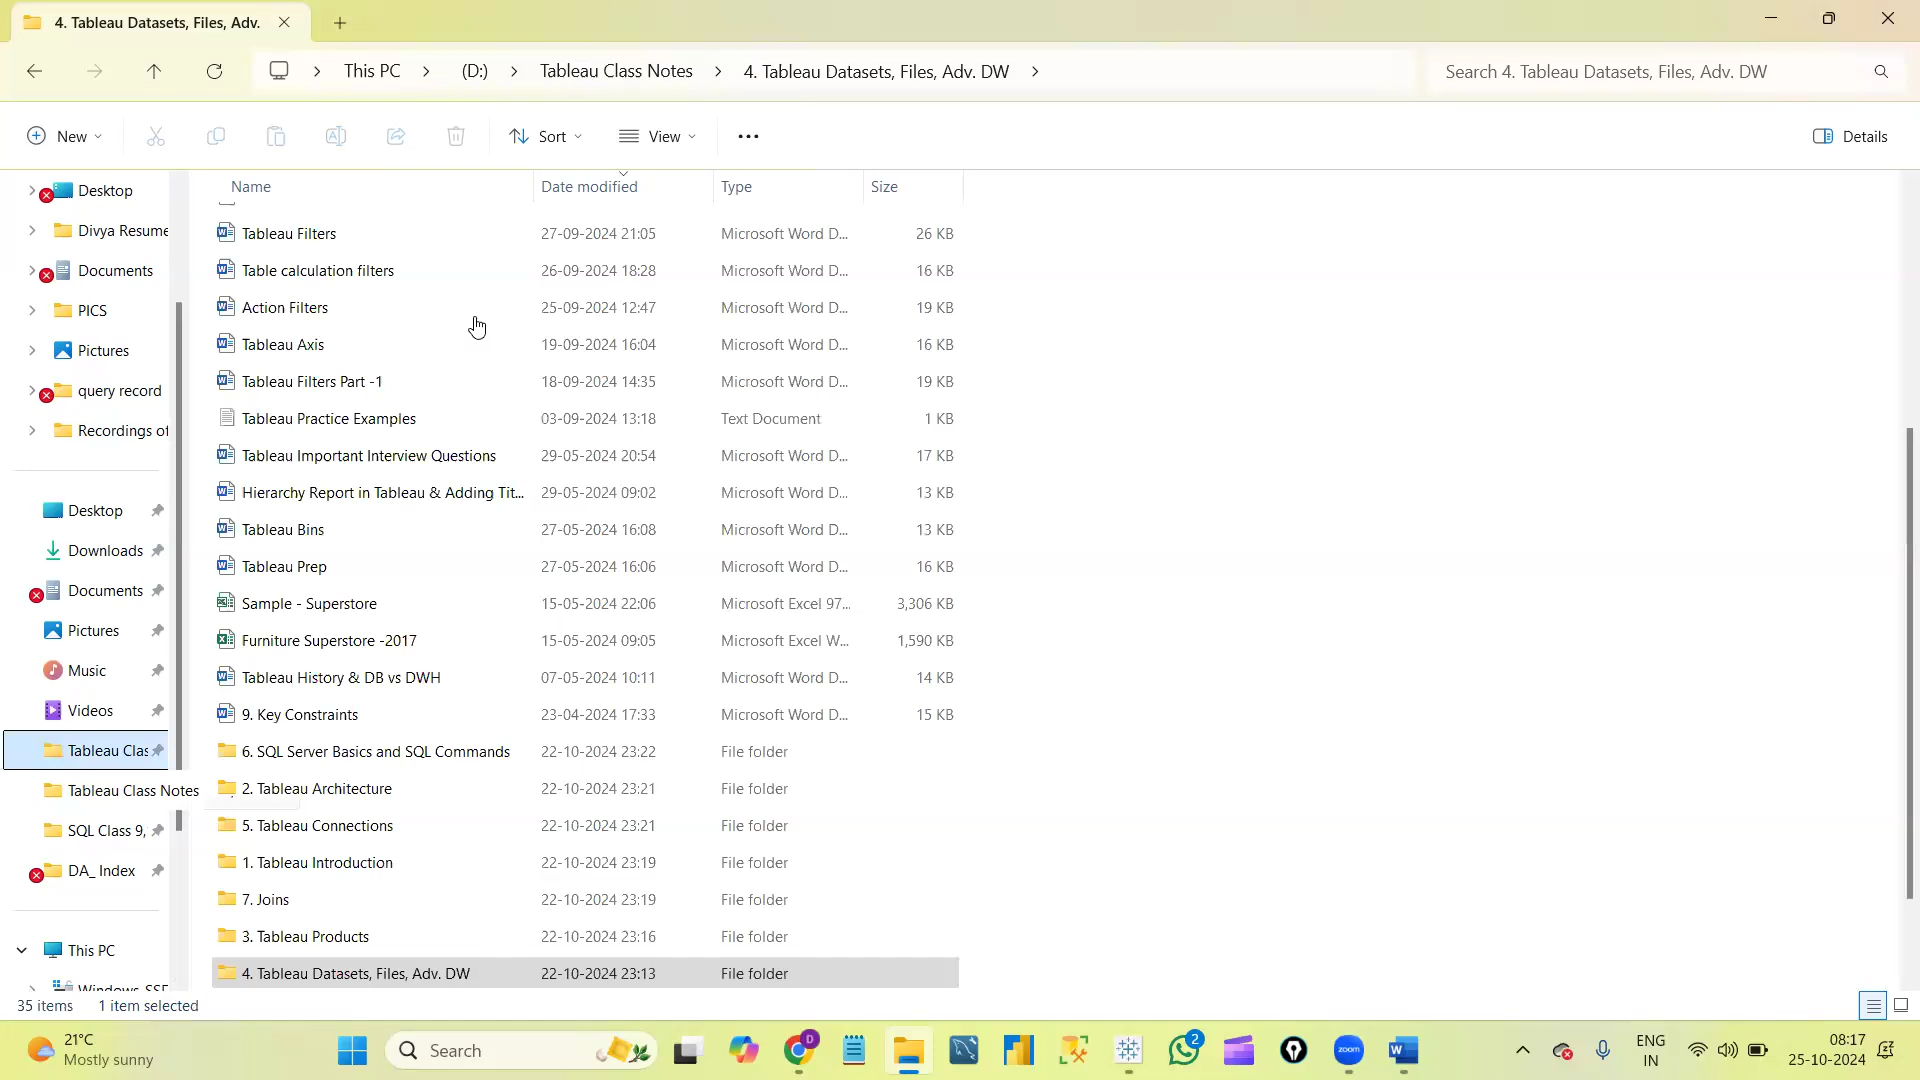 4. Tableau Datasets, Files, Adv.
This PC
(D:)
Tableau Class Notes
4. Tableau Datasets, Files, Adv. DW
Search 4. Tableau Datasets, Files, Adv. DW
New
Sort
View
Details
Name
Date modified
Type
Size
Desktop
Divya Resume
Documents
PICS
Pictures
query record
Recordings of
Desktop
Downloads
Documents
Pictures
Music
Videos
Tableau Clas
Tableau Class Notes
SQL Class 9,
DA_ Index
This PC
Windows-SSD
Tableau Filters 27-09-2024 21:05 Microsoft Word D... 26 KB
Table calculation filters 26-09-2024 18:28 Microsoft Word D... 16 KB
Action Filters 25-09-2024 12:47 Microsoft Word D... 19 KB
Tableau Axis 19-09-2024 16:04 Microsoft Word D... 16 KB
Tableau Filters Part -1 18-09-2024 14:35 Microsoft Word D... 19 KB
Tableau Practice Examples 03-09-2024 13:18 Text Document 1 KB
Tableau Important Interview Questions 29-05-2024 20:54 Microsoft Word D... 17 KB
Hierarchy Report in Tableau & Adding Tit... 29-05-2024 09:02 Microsoft Word D... 13 KB
Tableau Bins 27-05-2024 16:08 Microsoft Word D... 13 KB
Tableau Prep 27-05-2024 16:06 Microsoft Word D... 16 KB
Sample - Superstore 15-05-2024 22:06 Microsoft Excel 97... 3,306 KB
Furniture Superstore -2017 15-05-2024 09:05 Microsoft Excel W... 1,590 KB
Tableau History & DB vs DWH 07-05-2024 10:11 Microsoft Word D... 14 KB
9. Key Constraints 23-04-2024 17:33 Microsoft Word D... 15 KB
6. SQL Server Basics and SQL Commands 22-10-2024 23:22 File folder
2. Tableau Architecture 22-10-2024 23:21 File folder
5. Tableau Connections 22-10-2024 23:21 File folder
1. Tableau Introduction 22-10-2024 23:19 File folder
7. Joins 22-10-2024 23:19 File folder
3. Tableau Products 22-10-2024 23:16 File folder
4. Tableau Datasets, Files, Adv. DW 22-10-2024 23:13 File folder
35 items
1 item selected
21°C
Mostly sunny
Search
D
2
zoom
ENG
IN
08:17
25-10-2024